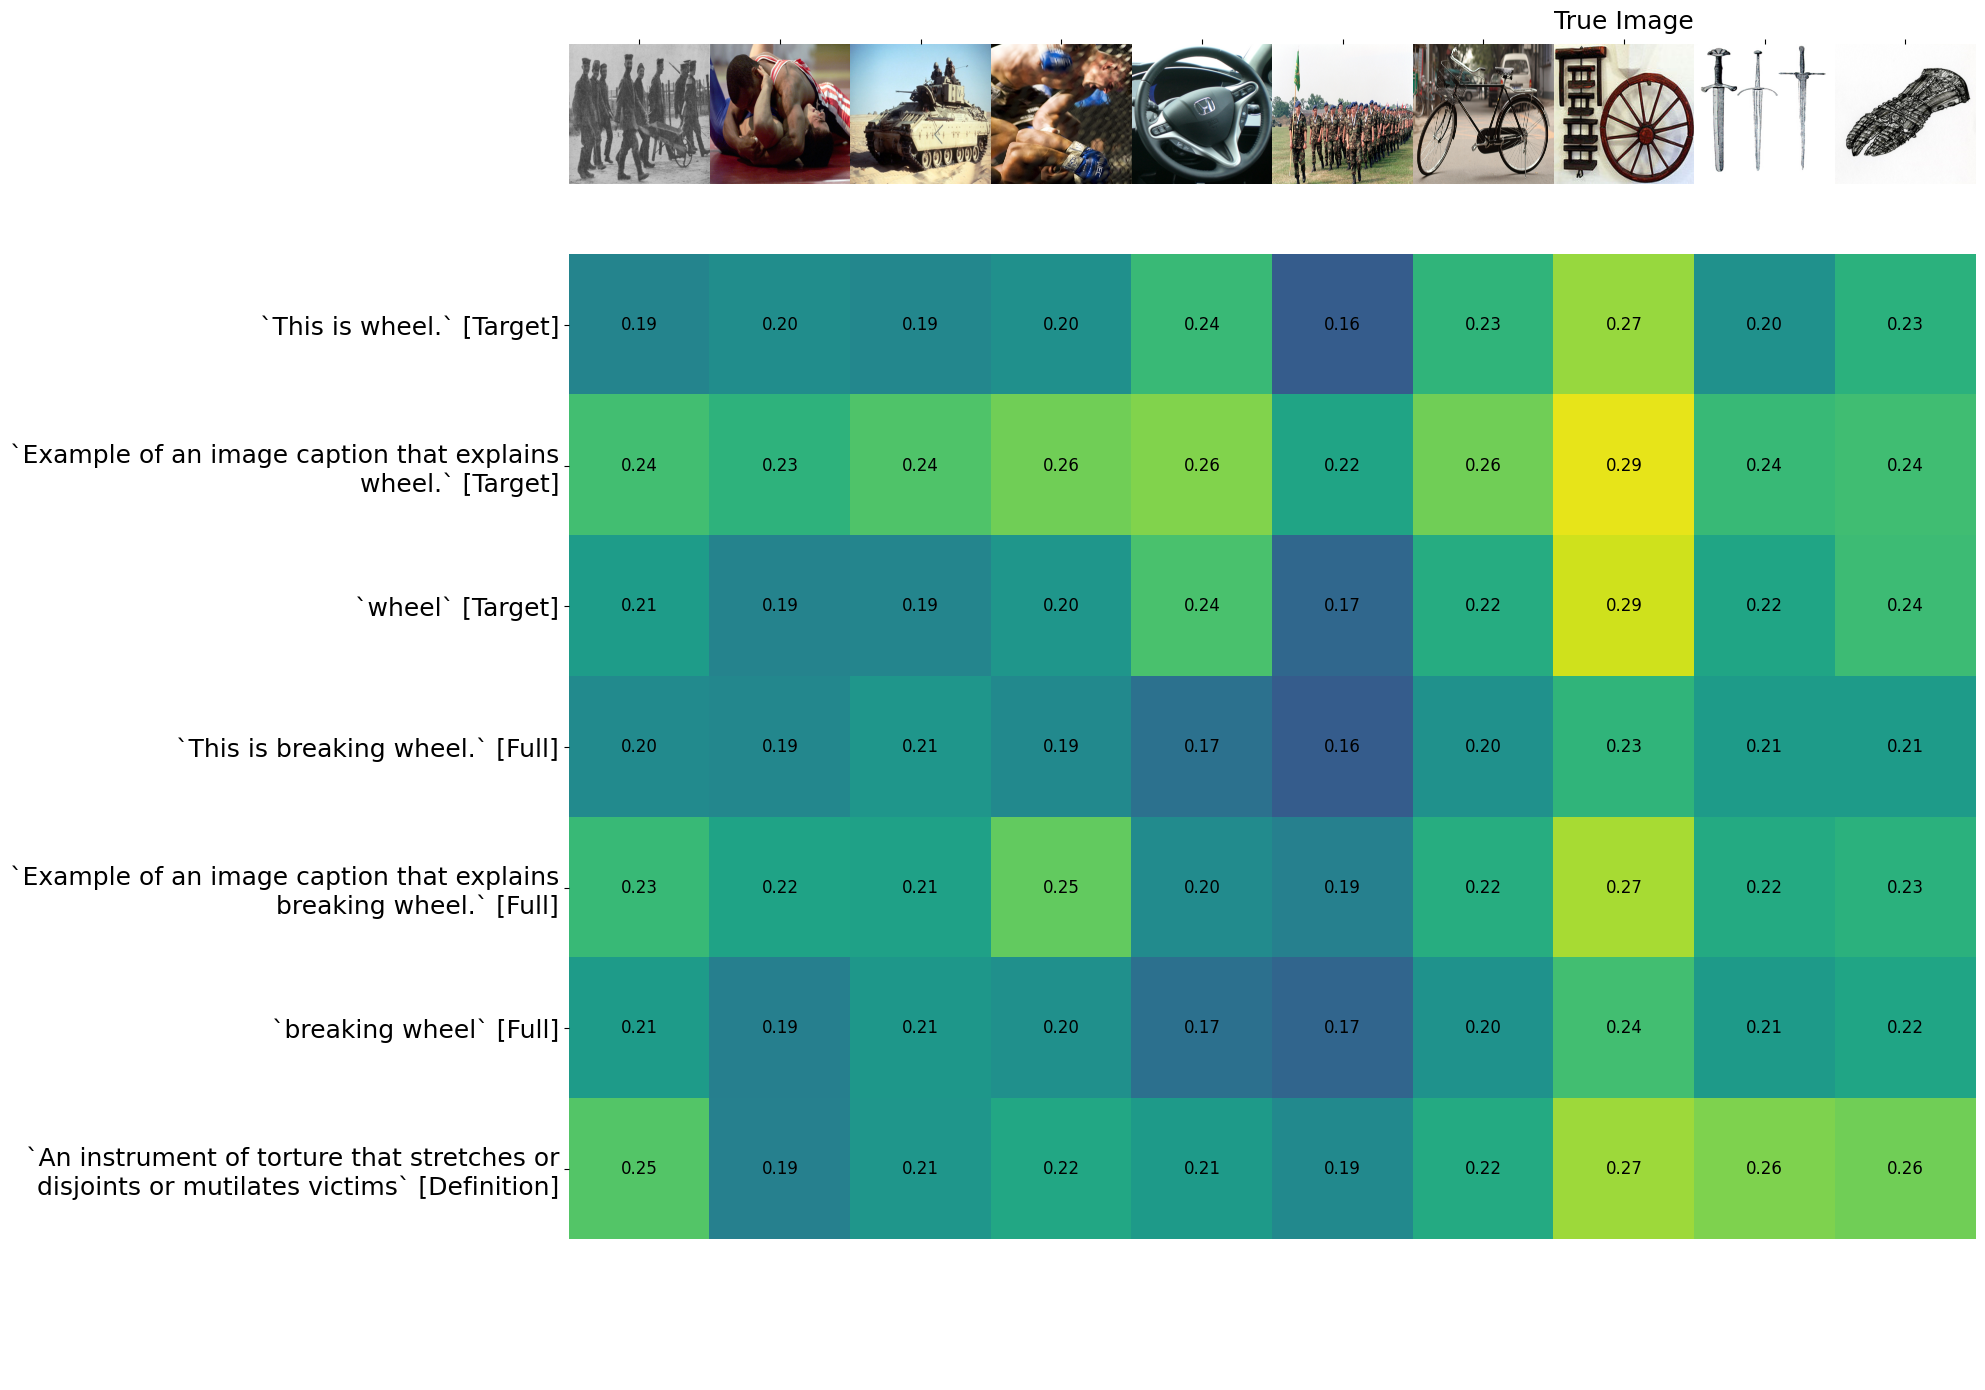 True Image
`This is wheel.` [Target]
0.19 0.20 0.19 0.20 0.24 0.16 0.23 0.27 0.20 0.23
`Example of an image caption that explains
wheel.` [Target]
0.24 0.23 0.24 0.26 0.26 0.22 0.26 0.29 0.24 0.24
`wheel` [Target]
0.21 0.19 0.19 0.20 0.24 0.17 0.22 0.29 0.22 0.24
`This is breaking wheel.` [Full]
0.20 0.19 0.21 0.19 0.17 0.16 0.20 0.23 0.21 0.21
`Example of an image caption that explains
breaking wheel.` [Full]
0.23 0.22 0.21 0.25 0.20 0.19 0.22 0.27 0.22 0.23
`breaking wheel` [Full]
0.21 0.19 0.21 0.20 0.17 0.17 0.20 0.24 0.21 0.22
`An instrument of torture that stretches or
disjoints or mutilates victims` [Definition]
0.25 0.19 0.21 0.22 0.21 0.19 0.22 0.27 0.26 0.26